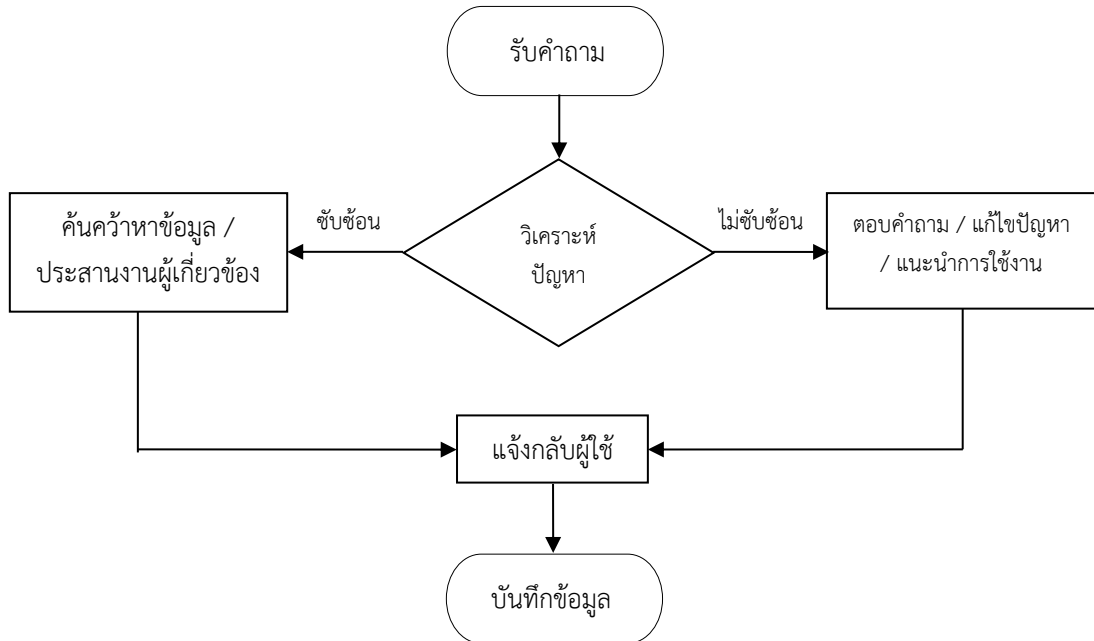 รับคำถาม
ซับซ้อน
ไม่ซับซ้อน
ค้นคว้าหาข้อมูล /
ประสานงานผู้เกี่ยวข้อง
วิเคราะห์
ปัญหา
ตอบคำถาม / แก้ไขปัญหา
/ แนะนำการใช้งาน
แจ้งกลับผู้ใช้
บันทึกข้อมูล